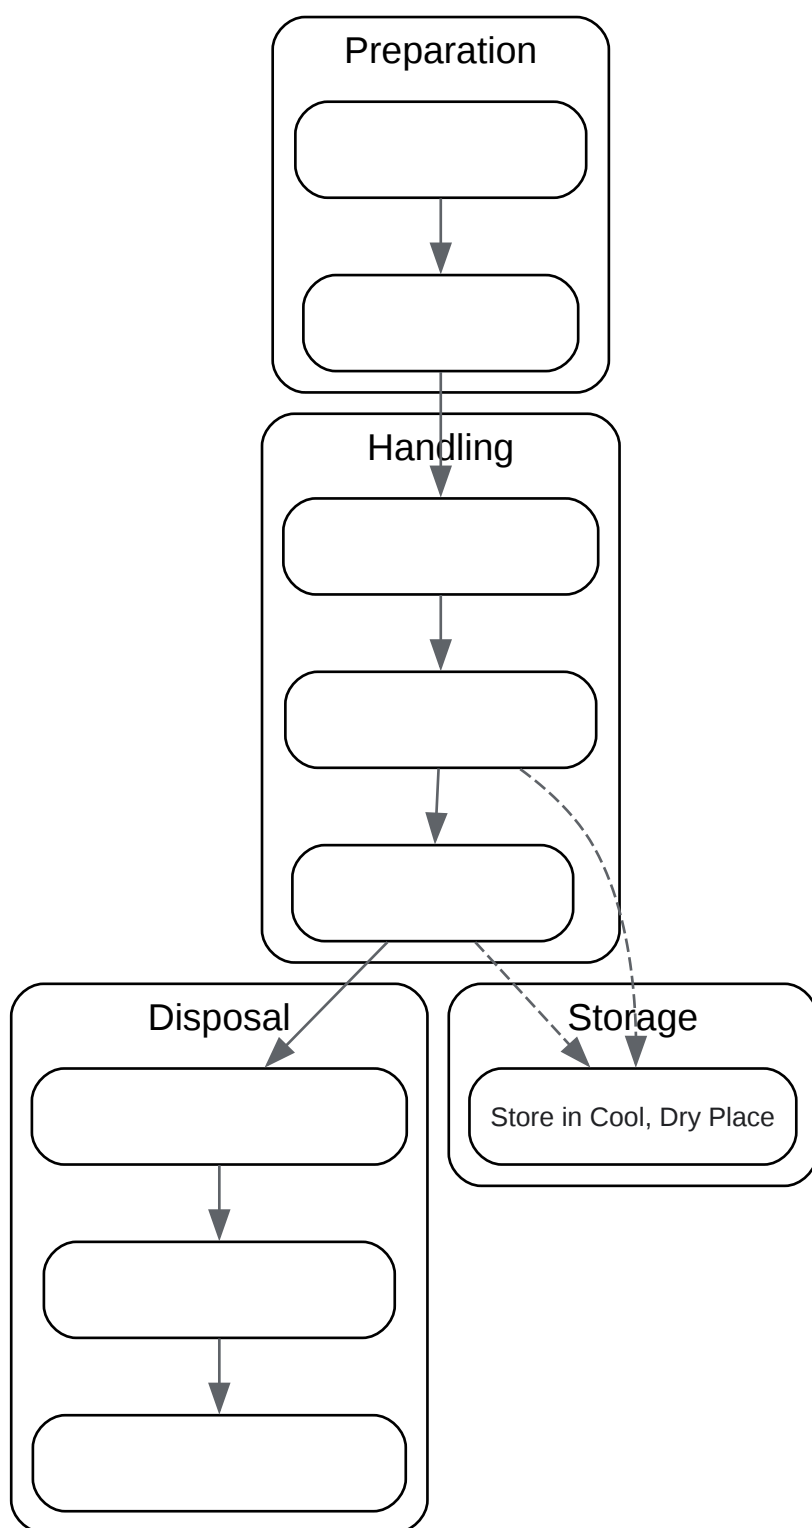 Preparation
Handling
Disposal
Storage
Store in Cool, Dry Place